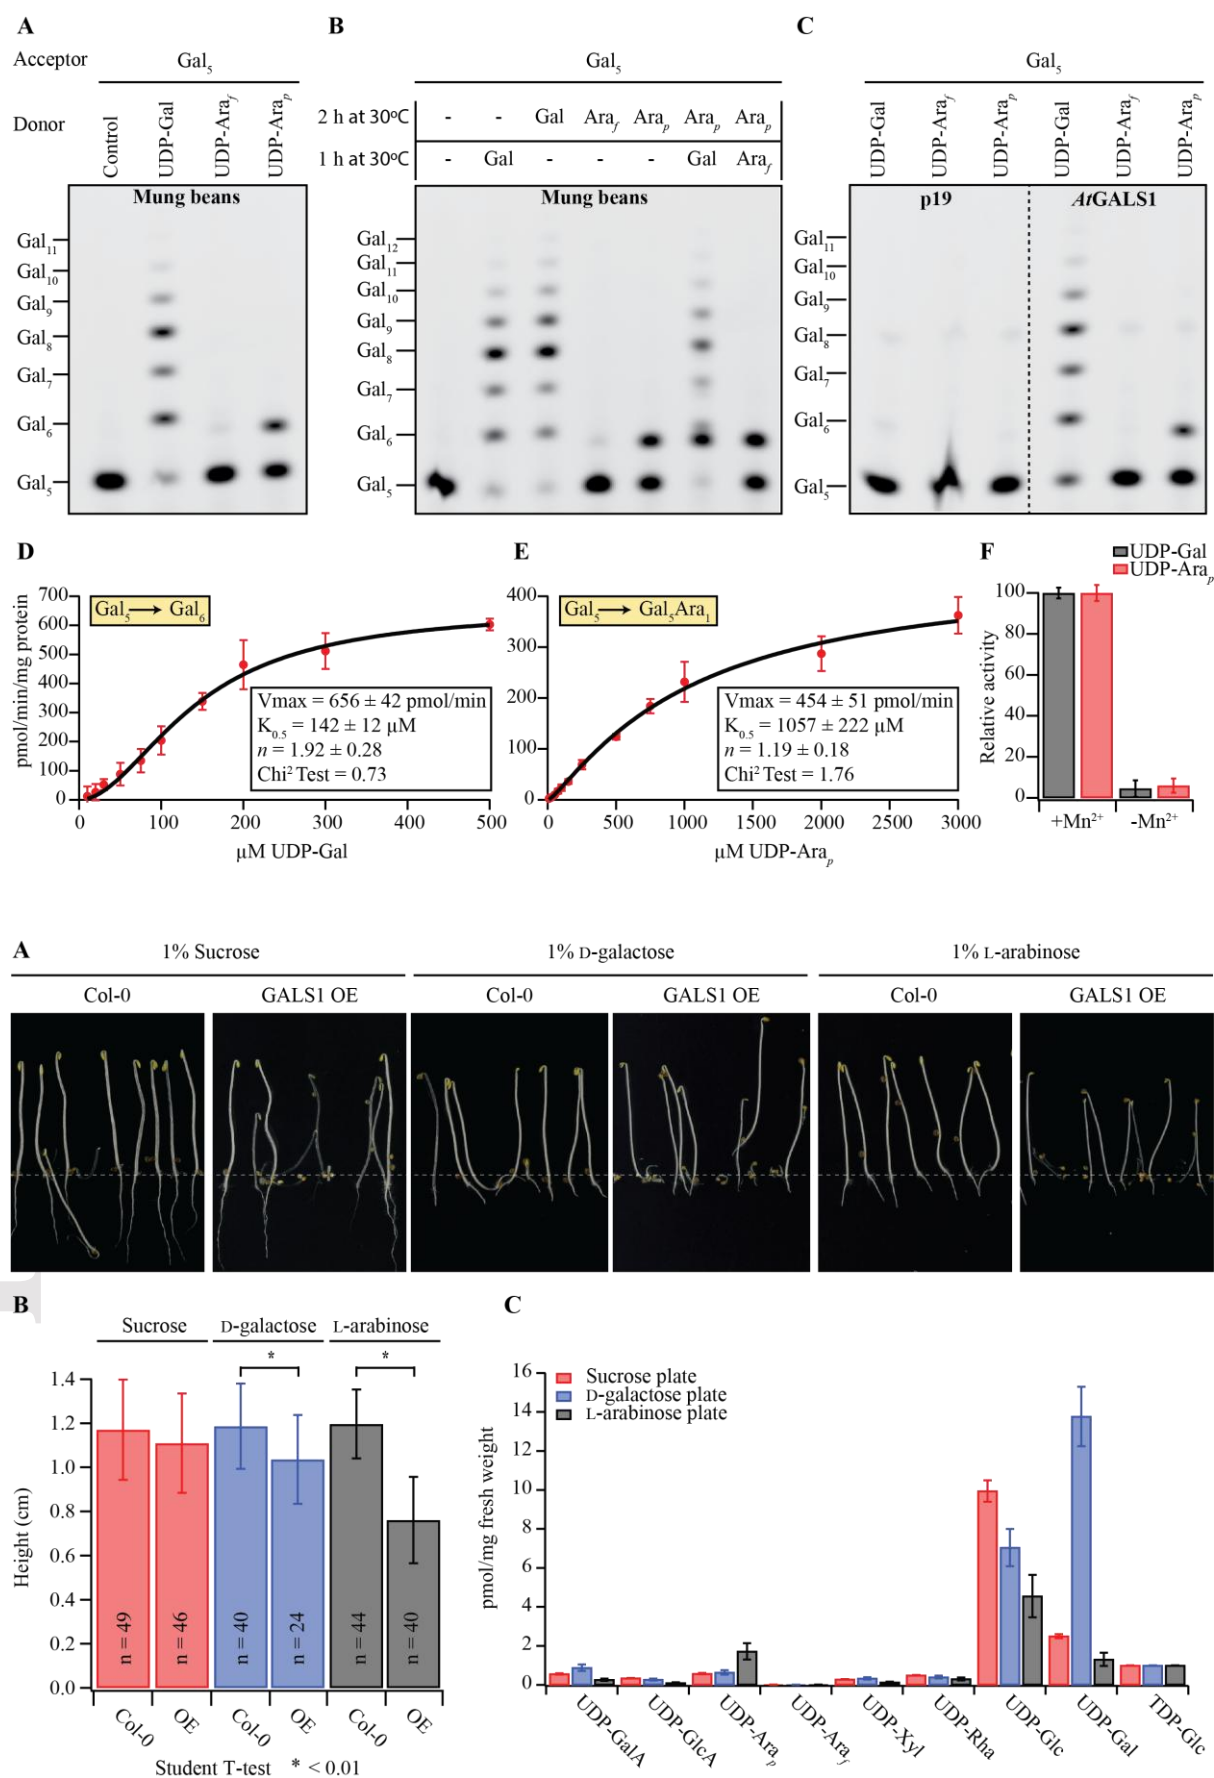 A
B
C
Acceptor
Gal5
Gal5
Gal5
Donor
Control
UDP-Gal
UDP-Araf
UDP-Arap
2 h at 30ºC
- - Gal Araf Arap Arap Arap
1 h at 30ºC
- Gal - - - Gal Araf
UDP-Gal
UDP-Araf
UDP-Arap
UDP-Gal
UDP-Araf
UDP-Arap
Mung beans
Gal11
Gal10
Gal9
Gal8
Gal7
Gal6
Gal5
Mung beans
Gal12
Gal11
Gal10
Gal9
Gal8
Gal7
Gal6
Gal5
p19
AtGALS1
Gal11
Gal10
Gal9
Gal8
Gal7
Gal6
Gal5
D
pmol/min/mg protein
700
600
500
400
300
200
100
0
Gal5 → Gal6
Vmax = 656 ± 42 pmol/min
K0.5 = 142 ± 12 µM
n = 1.92 ± 0.28
Chi² Test = 0.73
0 100 200 300 400 500
µM UDP-Gal
E
400
300
200
100
0
Gal5 → Gal5Ara1
Vmax = 454 ± 51 pmol/min
K0.5 = 1057 ± 222 µM
n = 1.19 ± 0.18
Chi² Test = 1.76
0 500 1000 1500 2000 2500 3000
µM UDP-Arap
F
UDP-Gal
UDP-Arap
Relative activity
100
80
60
40
20
0
+Mn²⁺ -Mn²⁺
A
1% Sucrose
1% D-galactose
1% L-arabinose
Col-0
GALS1 OE
Col-0
GALS1 OE
Col-0
GALS1 OE
B
Sucrose
D-galactose
L-arabinose
*
*
Height (cm)
1.4
1.2
1.0
0.8
0.6
0.4
0.2
0.0
n = 49
n = 46
n = 40
n = 24
n = 44
n = 40
Col-0
OE
Col-0
OE
Col-0
OE
Student T-test * < 0.01
C
Sucrose plate
D-galactose plate
L-arabinose plate
pmol/mg fresh weight
16
14
12
10
8
6
4
2
0
UDP-GalA
UDP-GlcA
UDP-Arap
UDP-Araf
UDP-Xyl
UDP-Rha
UDP-Glc
UDP-Gal
TDP-Glc